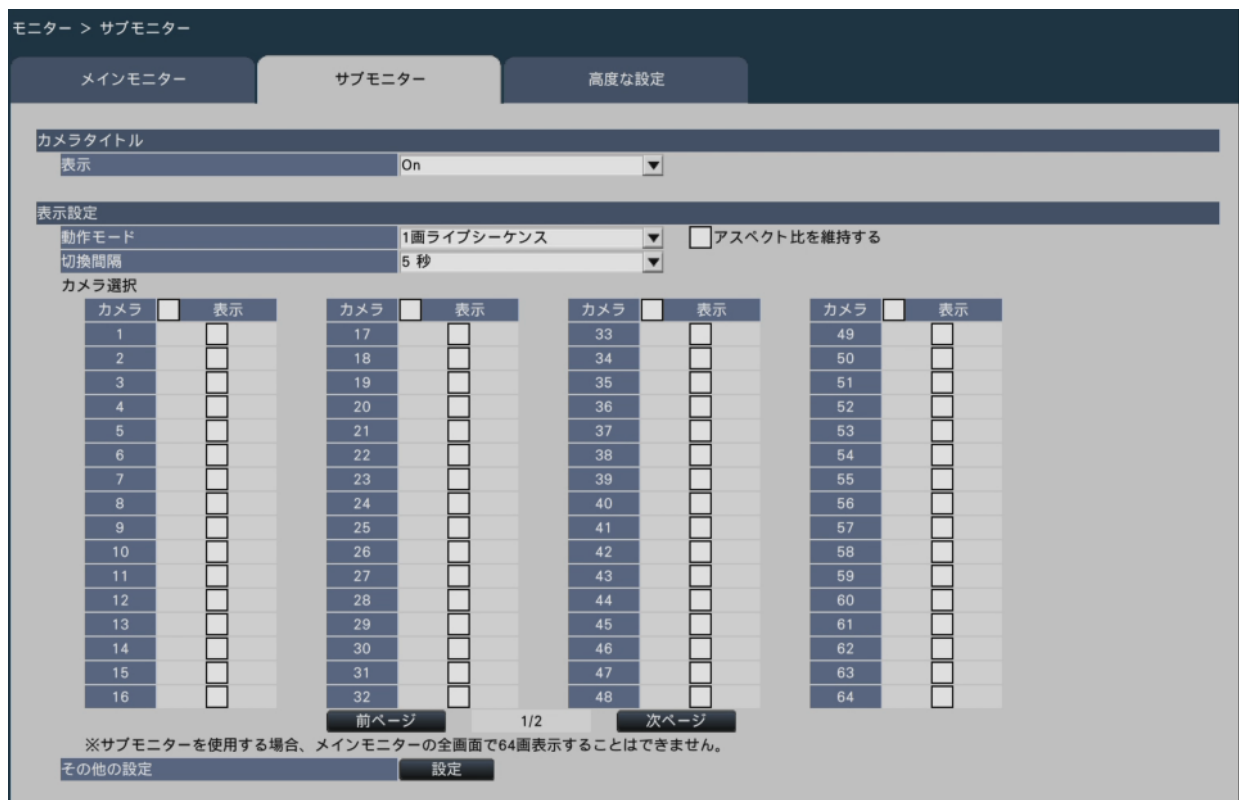 モニター > サブモニター
メインモニター サブモニター 高度な設定
カメラタイトル
表示 On ▼
表示設定
動作モード 1画ライブシーケンス ▼ アスペクト比を維持する
切換間隔 5 秒 ▼
カメラ選択
カメラ 表示 カメラ 表示 カメラ 表示 カメラ 表示
1 17 33 49
2 18 34 50
3 19 35 51
4 20 36 52
5 21 37 53
6 22 38 54
7 23 39 55
8 24 40 56
9 25 41 57
10 26 42 58
11 27 43 59
12 28 44 60
13 29 45 61
14 30 46 62
15 31 47 63
16 32 48 64
前ページ 1/2 次ページ
※サブモニターを使用する場合、メインモニターの全画面で64画表示することはできません。
その他の設定 設定